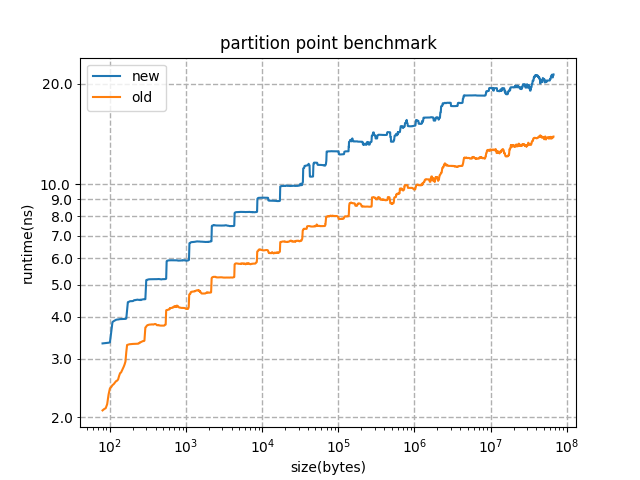 partition point benchmark
new
old
runtime(ns)
20.0
10.0
9.0
8.0
7.0
6.0
5.0
4.0
3.0
2.0
10² 10³ 10⁴ 10⁵ 10⁶ 10⁷ 10⁸
size(bytes)